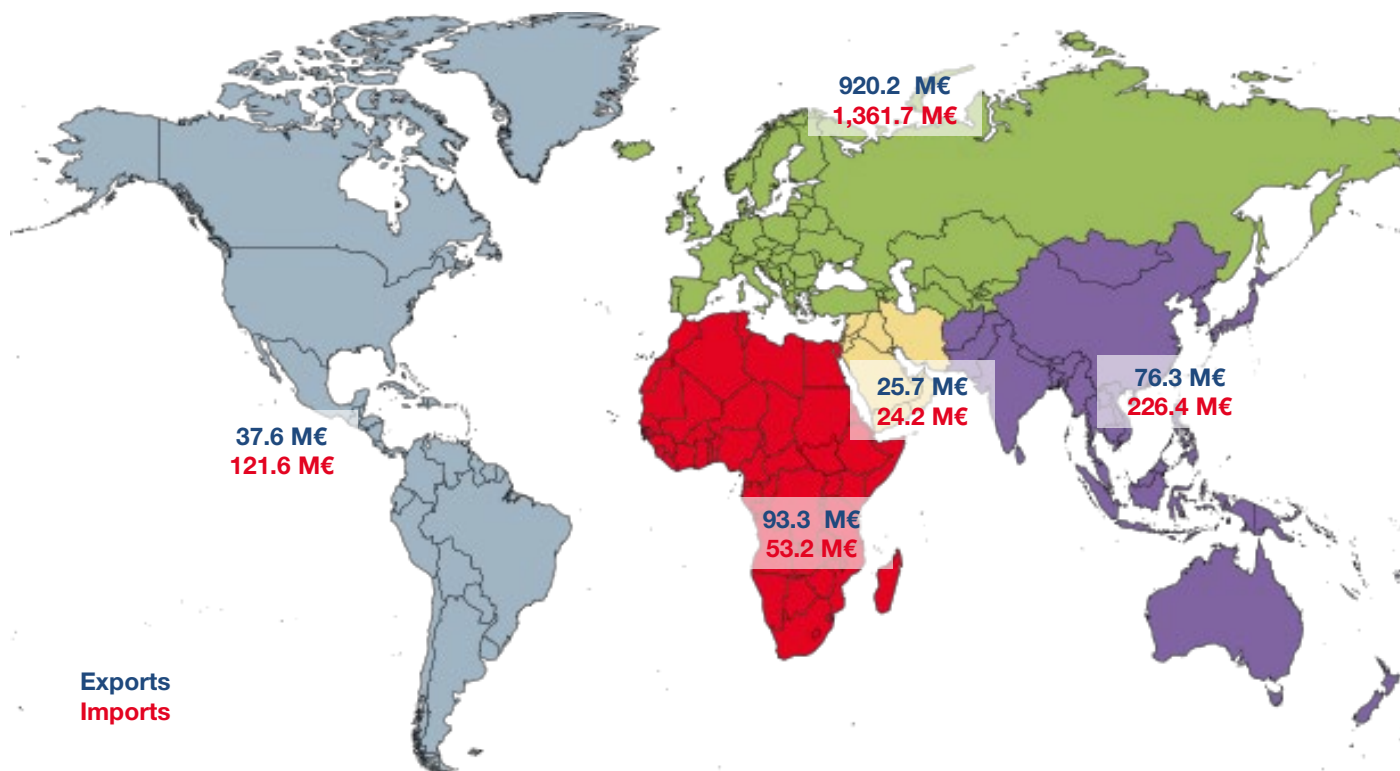 920.2 M€
1,361.7 M€
25.7 M€
24.2 M€
76.3 M€
226.4 M€
37.6 M€
121.6 M€
93.3 M€
53.2 M€
Exports
Imports